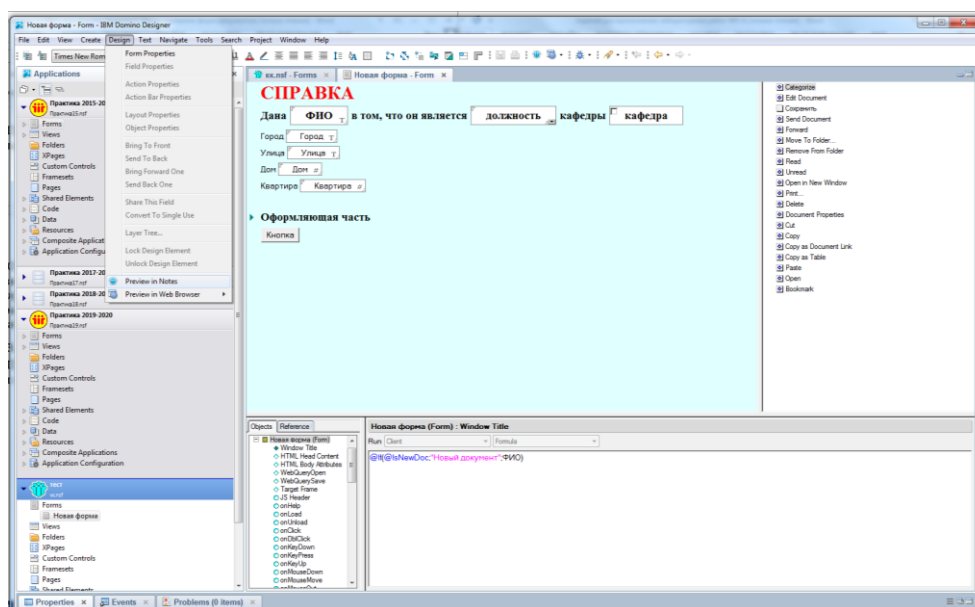 Новая форма - Form - IBM Domino Designer
File Edit View Create Design Text Navigate Tools Search Project Window Help
Times New Rom
Applications
Практика 2015-20
Практика15.nsf
Forms
Views
Folders
XPages
Custom Controls
Framesets
Pages
Shared Elements
Code
Data
Resources
Composite Applicat
Application Configu
Практика 2017-20
Практика17.nsf
Практика 2018-20
Практика18.nsf
Практика 2019-2020
Практика19.nsf
Forms
Views
Folders
XPages
Custom Controls
Framesets
Pages
Shared Elements
Code
Data
Resources
Composite Applications
Application Configuration
тест
xx.nsf
Forms
Новая форма
Views
Folders
XPages
Custom Controls
Framesets
Pages
Shared Elements
Form Properties
Field Properties
Action Properties
Action Bar Properties
Layout Properties
Object Properties
Bring To Front
Send To Back
Bring Forward One
Send Back One
Share This Field
Convert To Single Use
Layer Tree...
Lock Design Element
Unlock Design Element
Preview in Notes
Preview in Web Browser
xx.nsf - Forms
Новая форма - Form
СПРАВКА
Дана ФИО T в том, что он является должность кафедры кафедра
Город Город T
Улица Улица T
Дом Дом #
Квартира Квартира #
Оформляющая часть
Кнопка
Categorize
Edit Document
Сохранить
Send Document
Forward
Move To Folder...
Remove From Folder
Read
Unread
Open in New Window
Print...
Delete
Document Properties
Cut
Copy
Copy as Document Link
Copy as Table
Paste
Open
Bookmark
Objects Reference
Новая форма (Form)
Window Title
HTML Head Content
HTML Body Attributes
WebQueryOpen
WebQuerySave
Target Frame
JS Header
onHelp
onLoad
onUnload
onClick
onDblClick
onKeyDown
onKeyPress
onKeyUp
onMouseDown
onMouseMove
Новая форма (Form) : Window Title
Run Client Formula
@If(@IsNewDoc;"Новый документ";ФИО)
Properties Events Problems (0 items)